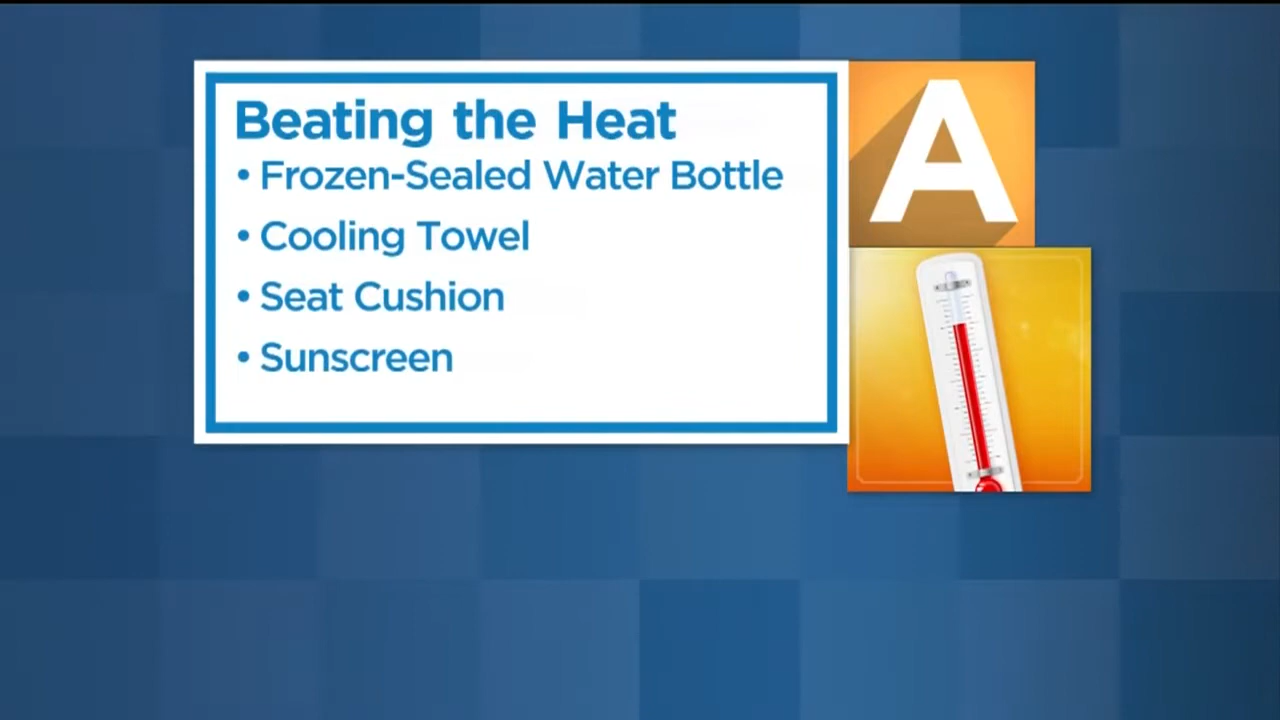 Beating the Heat
• Frozen-Sealed Water Bottle
• Cooling Towel
• Seat Cushion
• Sunscreen
A